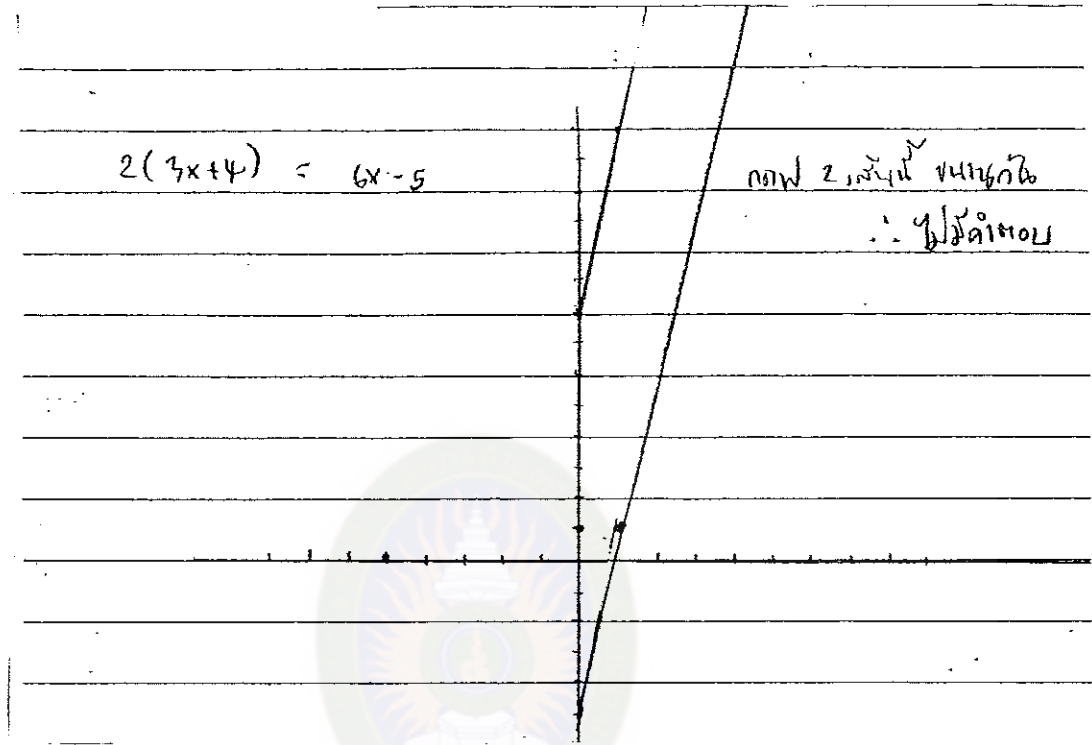 2(3x+4) = 6x-5
กราฟ 2 เส้นนี้ ขนานกัน
∴ ไม่มีคำตอบ